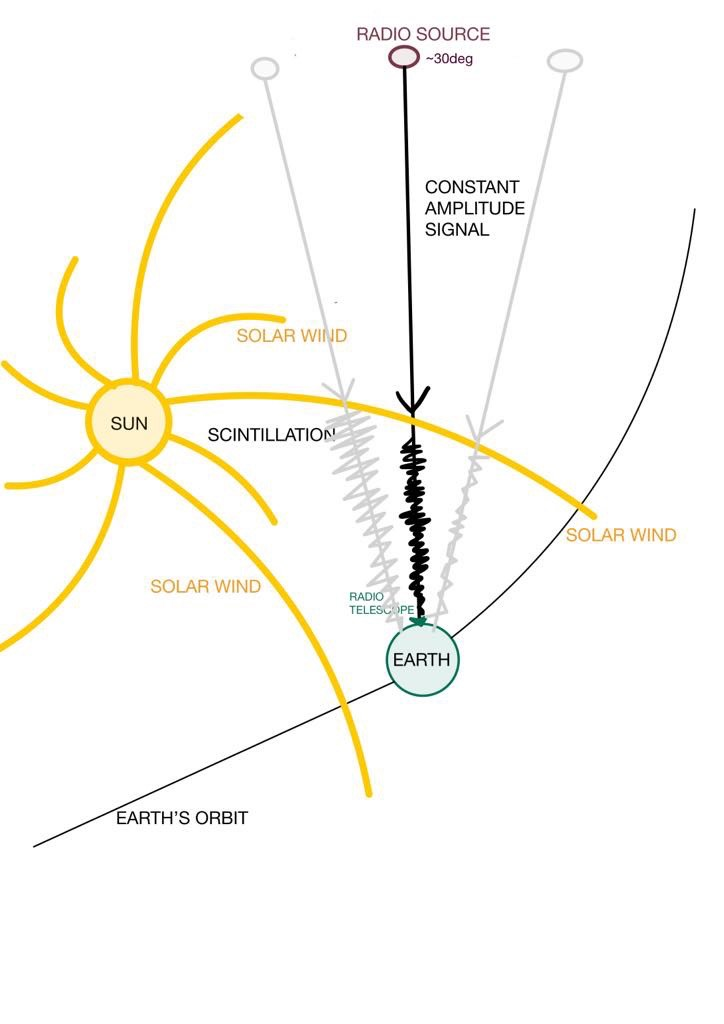 RADIO SOURCE
~30deg
CONSTANT
AMPLITUDE
SIGNAL
SOLAR WIND
SUN
SCINTILLATION
SOLAR WIND
SOLAR WIND
RADIO
TELESCOPE
EARTH
EARTH'S ORBIT